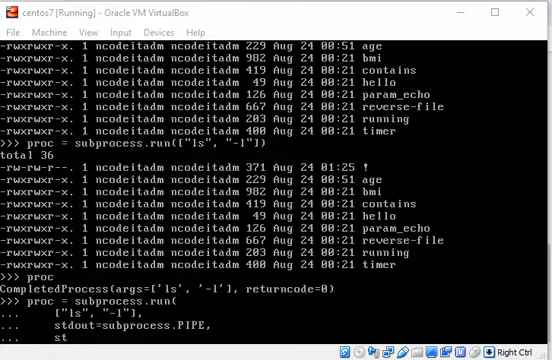 centos7 [Running] - Oracle VM VirtualBox
File Machine View Input Devices Help
-rwxrwxr-x. 1 ncodeitadm ncodeitadm 229 Aug 24 00:51 age
-rwxrwxr-x. 1 ncodeitadm ncodeitadm 982 Aug 24 00:21 bmi
-rwxrwxr-x. 1 ncodeitadm ncodeitadm 419 Aug 24 00:21 contains
-rwxrwxr-x. 1 ncodeitadm ncodeitadm 49 Aug 24 00:21 hello
-rwxrwxr-x. 1 ncodeitadm ncodeitadm 126 Aug 24 00:21 param_echo
-rwxrwxr-x. 1 ncodeitadm ncodeitadm 667 Aug 24 00:21 reverse-file
-rwxrwxr-x. 1 ncodeitadm ncodeitadm 203 Aug 24 00:21 running
-rwxrwxr-x. 1 ncodeitadm ncodeitadm 400 Aug 24 00:21 timer
>>> proc = subprocess.run(["ls", "-l"])
total 36
-rw-rw-r--. 1 ncodeitadm ncodeitadm 371 Aug 24 01:25 !
-rwxrwxr-x. 1 ncodeitadm ncodeitadm 229 Aug 24 00:51 age
-rwxrwxr-x. 1 ncodeitadm ncodeitadm 982 Aug 24 00:21 bmi
-rwxrwxr-x. 1 ncodeitadm ncodeitadm 419 Aug 24 00:21 contains
-rwxrwxr-x. 1 ncodeitadm ncodeitadm 49 Aug 24 00:21 hello
-rwxrwxr-x. 1 ncodeitadm ncodeitadm 126 Aug 24 00:21 param_echo
-rwxrwxr-x. 1 ncodeitadm ncodeitadm 667 Aug 24 00:21 reverse-file
-rwxrwxr-x. 1 ncodeitadm ncodeitadm 203 Aug 24 00:21 running
-rwxrwxr-x. 1 ncodeitadm ncodeitadm 400 Aug 24 00:21 timer
>>> proc
CompletedProcess(args=['ls', '-l'], returncode=0)
>>> proc = subprocess.run(
... ["ls", "-l"],
... stdout=subprocess.PIPE,
... st
Right Ctrl